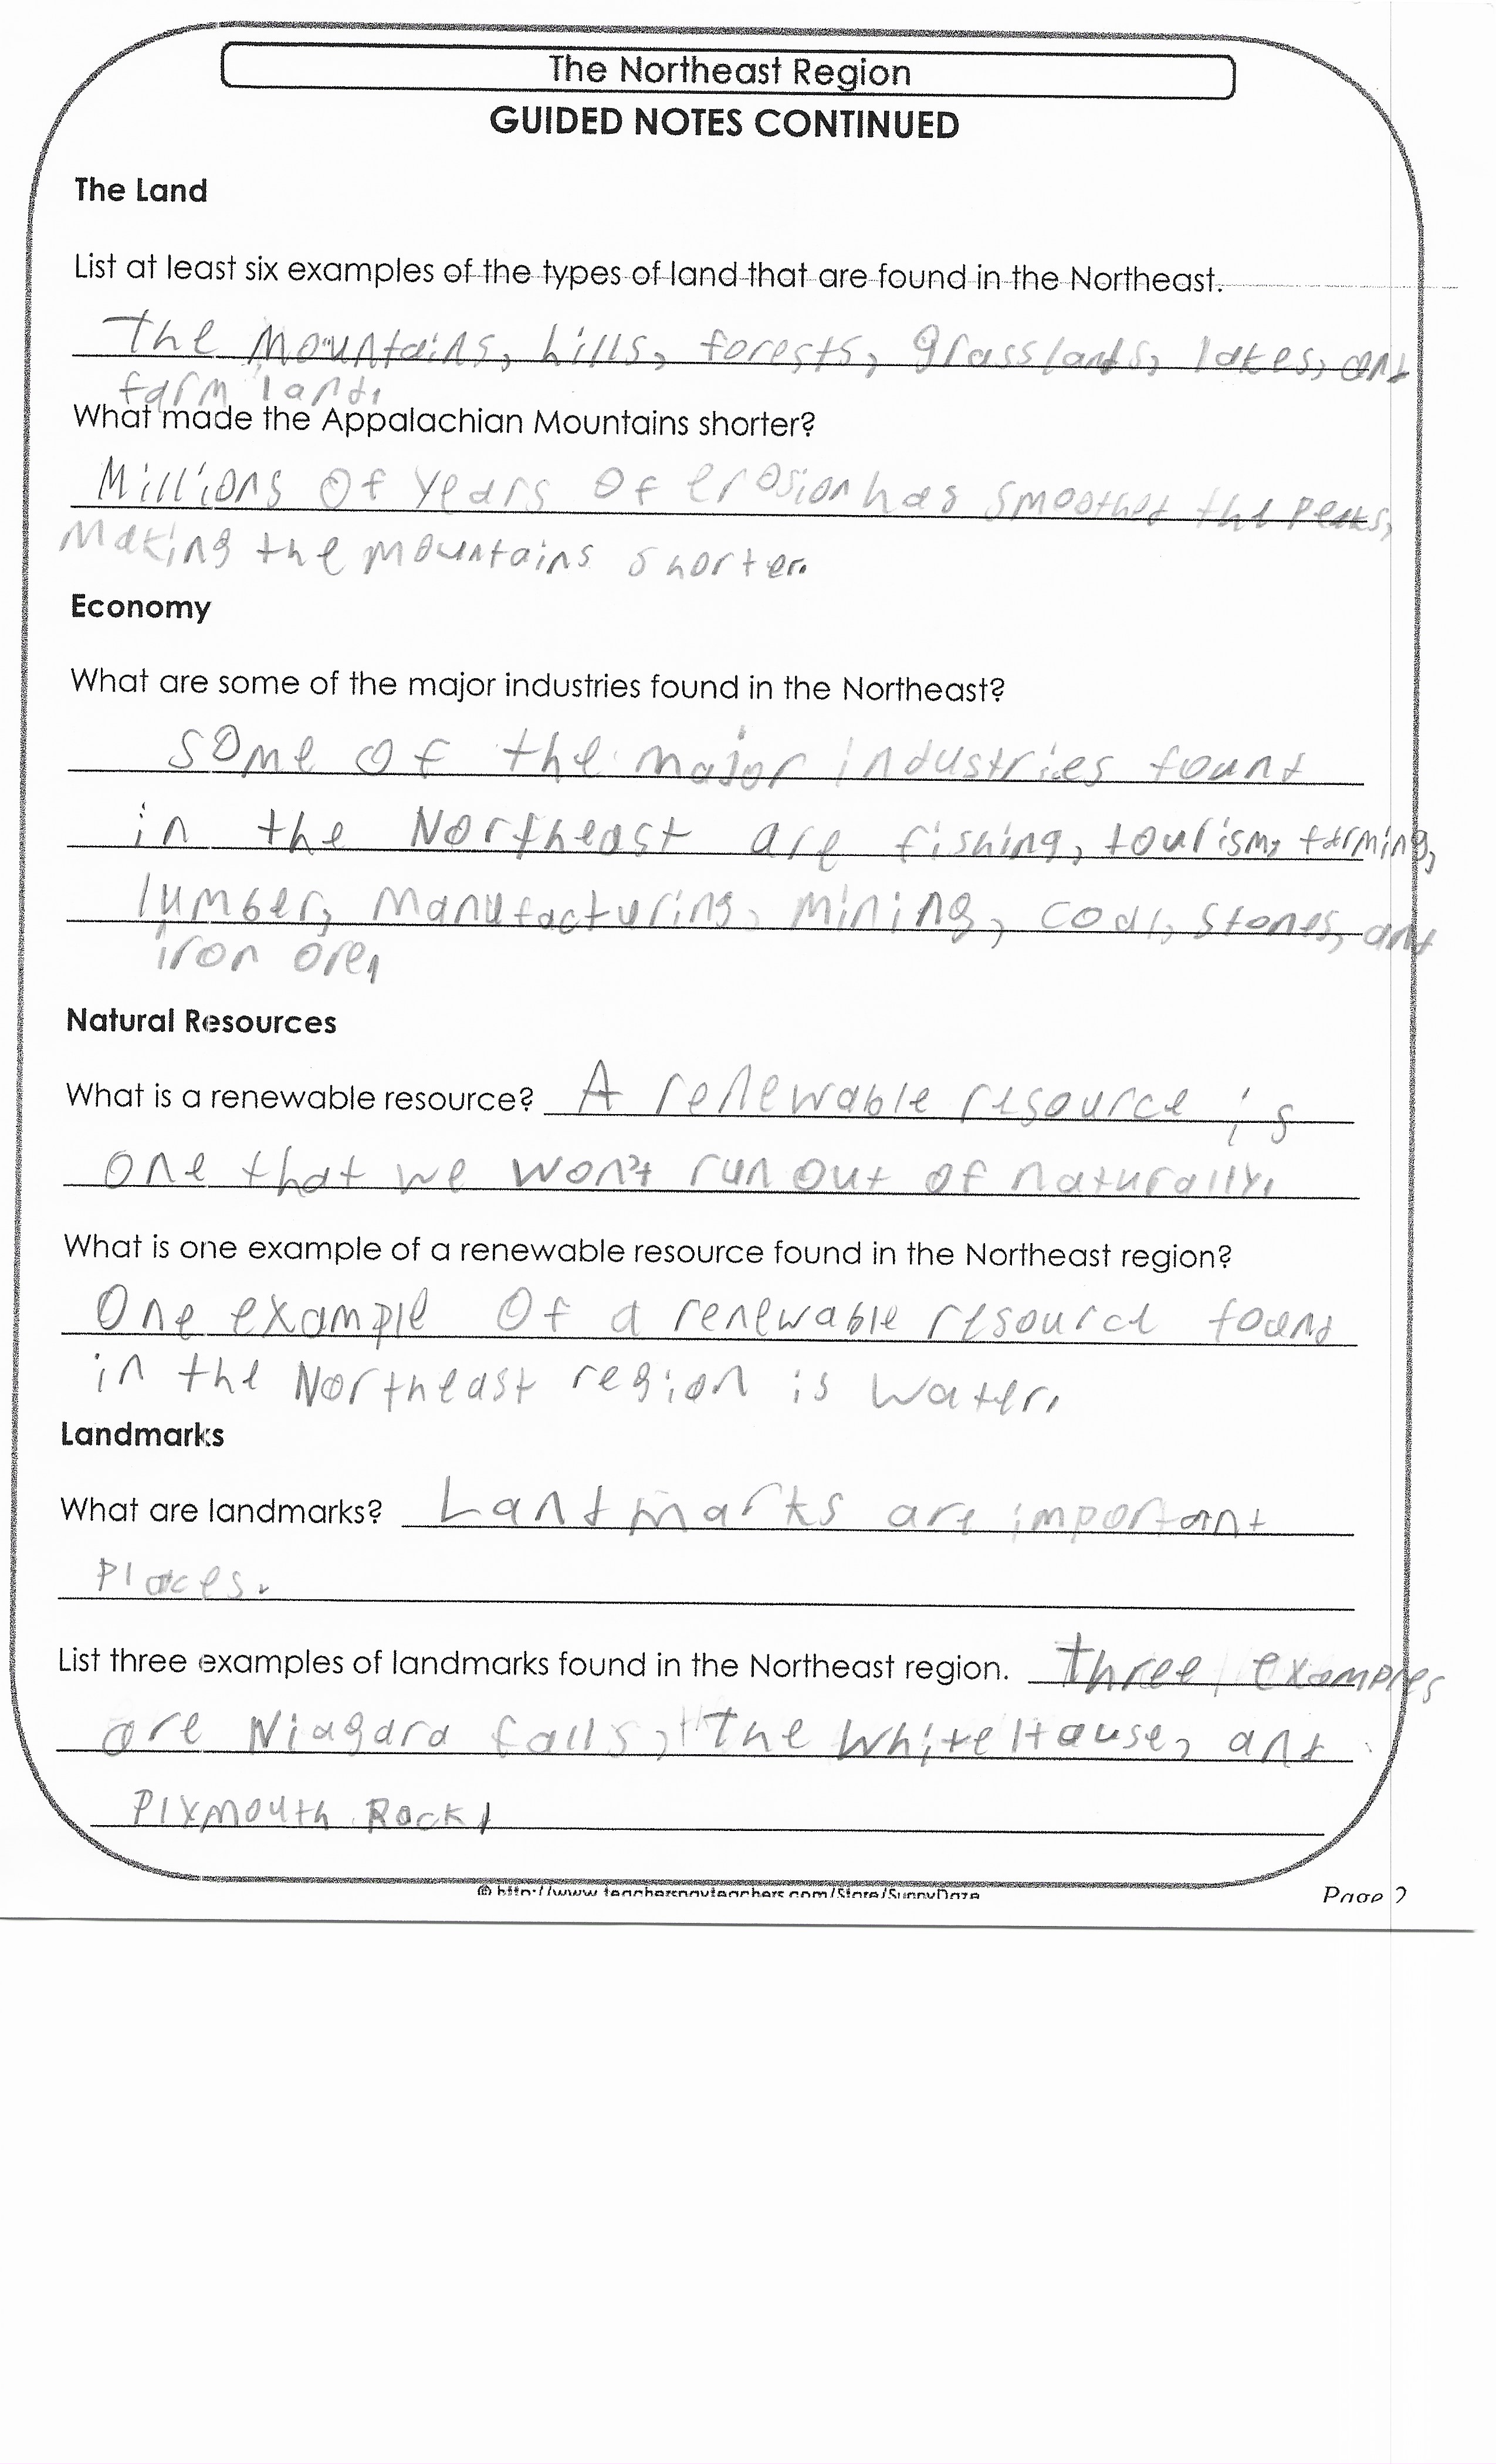 The Northeast Region
GUIDED NOTES CONTINUED
The Land
List at least six examples of the types of land that are found in the Northeast.
The mountains, hills, forests, grasslands, lakes, and
farm land.
What made the Appalachian Mountains shorter?
Millions of years of erosion has smoothed the peaks,
making the mountains shorter.
Economy
What are some of the major industries found in the Northeast?
Some of the major industries found
in the Northeast are fishing, tourism, farming,
lumber, manufacturing, mining, coal, stones, and
iron ore.
Natural Resources
What is a renewable resource? A renewable resource is
one that we won't run out of naturally.
What is one example of a renewable resource found in the Northeast region?
One example of a renewable resource found
in the Northeast region is water.
Landmarks
What are landmarks? Landmarks are important
places.
List three examples of landmarks found in the Northeast region. Three examples
are Niagara falls, The White House, and
Plymouth Rock.
© http://www.teacherspayteachers.com/Store/SunnyDaze
Page 2